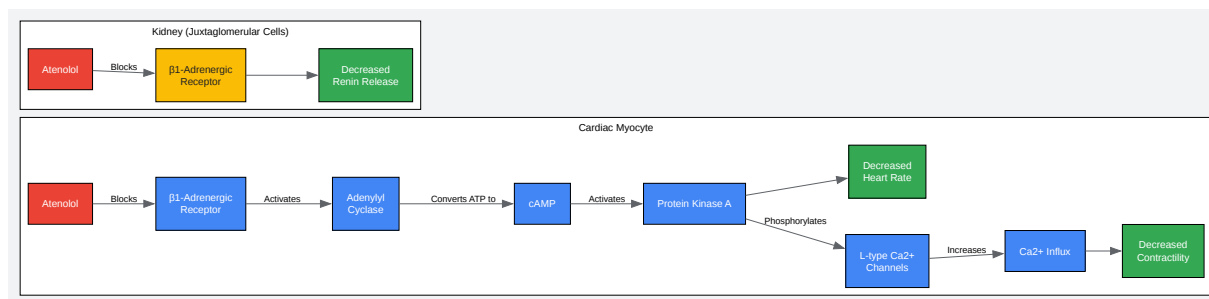 Kidney (Juxtaglomerular Cells)
Atenolol
Blocks
β1-Adrenergic
Receptor
Decreased
Renin Release
Cardiac Myocyte
Atenolol
Blocks
β1-Adrenergic
Receptor
Activates
Adenylyl
Cyclase
Converts ATP to
cAMP
Activates
Protein Kinase A
Decreased
Heart Rate
Phosphorylates
L-type Ca2+
Channels
Increases
Ca2+ Influx
Decreased
Contractility